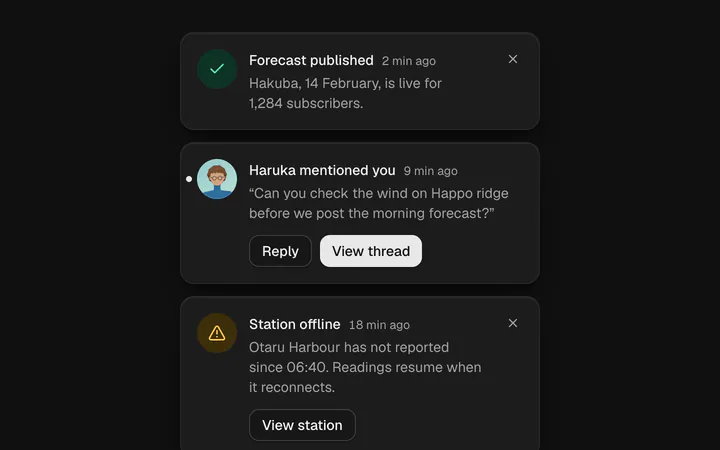 Forecast published 2 min ago
Hakuba, 14 February, is live for
1,284 subscribers.
Haruka mentioned you 9 min ago
“Can you check the wind on Happo ridge
before we post the morning forecast?”
Reply View thread
Station offline 18 min ago
Otaru Harbour has not reported
since 06:40. Readings resume when
it reconnects.
View station